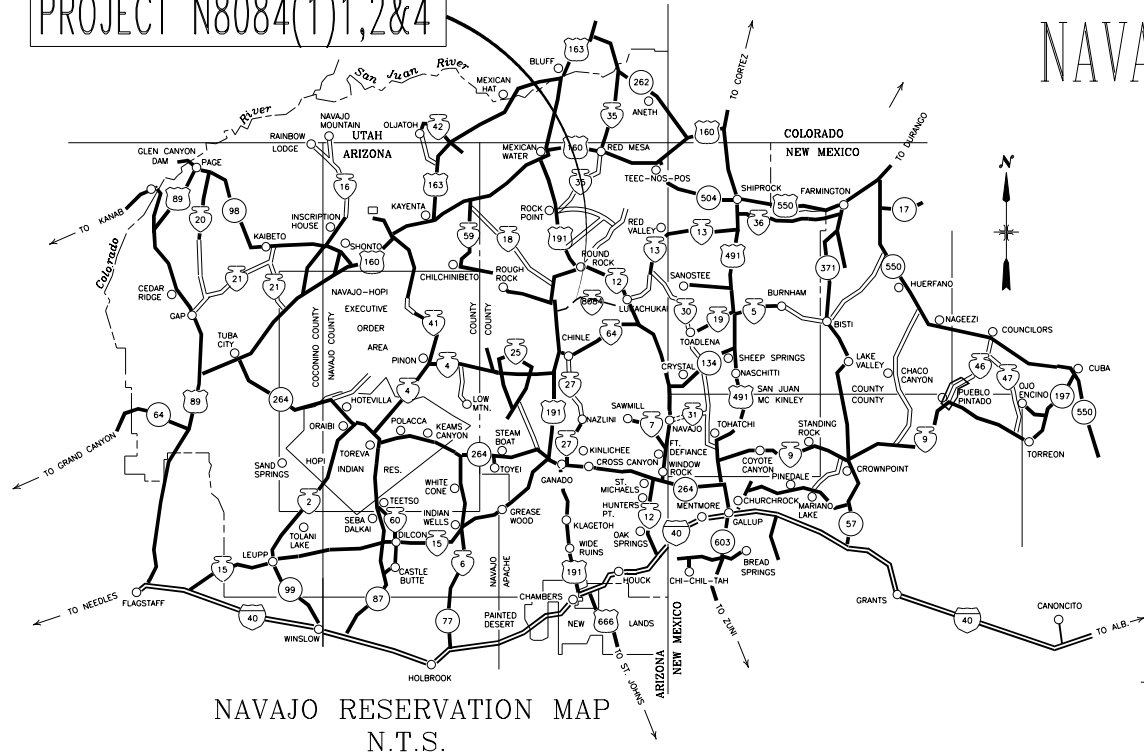 PROJECT N8084(1)1,2&4
NAVA
163
BLUFF
San Juan River
MEXICAN
HAT
262
ANETH
TO CORTEZ
River
NAVAJO
MOUNTAIN
OLJATOH
42
35
160
COLORADO
NEW MEXICO
TO DURANGO
RAINBOW
LODGE
UTAH
ARIZONA
MEXICAN
WATER
160
RED MESA
GLEN CANYON
DAM
PAGE
TEEC-NOS-POS
89
20
98
16
163
35
504
SHIPROCK
550
FARMINGTON
17
N
TO KANAB
INSCRIPTION
HOUSE
KAYENTA
ROCK
POINT
RED
VALLEY
13
36
59
18
191
13
491
Colorado
KAIBETO
SHONTO
160
ROUND
ROCK
371
550
CHILCHINBETO
ROUGH
ROCK
12
SANOSTEE
HUERFANO
CEDAR
RIDGE
21
21
NAVAJO-HOPI
EXECUTIVE
ORDER
AREA
8084
LUKACHUKAI
BURNHAM
GAP
COCONINO COUNTY
NAVAJO COUNTY
41
COUNTY
COUNTY
64
30
19
5
BISTI
NAGEEZI
COUNCILORS
TUBA
CITY
PINON
CHINLE
TOADLENA
25
4
CRYSTAL
134
SHEEP SPRINGS
NASCHITTI
LAKE
VALLEY
CHACO
CANYON
46
47
CUBA
27
4
HOTEVILLA
LOW
MTN.
491
SAN JUAN
MC KINLEY
COUNTY
COUNTY
PUEBLO
PINTADO
OJO
ENCINO
197
550
264
89
64
191
SAWMILL
7
31
NAVAJO
NAZLINI
ORAIBI
POLACCA
KEAMS
CANYON
STEAM
BOAT
TOHATCHI
STANDING
ROCK
9
TORREON
TO GRAND CANYON
TOREVA
HOPI
INDIAN
RES.
264
27
KINLICHEE
FT.
DEFIANCE
COYOTE
CANYON
9
SAND
SPRINGS
TOYEI
CROSS CANYON
WINDOW
ROCK
PINEDALE
CROWNPOINT
GANADO
ST.
MICHAELS
264
WHITE
CONE
MENTMORE
CHURCHROCK
MARIANO
LAKE
2
TEETSO
HUNTERS
PT.
GREASE
WOOD
60
SEBA
DALKAI
INDIAN
WELLS
KLAGETOH
12
GALLUP
57
TOLANI
LAKE
DILCON
15
OAK
SPRINGS
40
603
WIDE
RUINS
LEUPP
15
CASTLE
BUTTE
6
NAVAJO
APACHE
BREAD
SPRINGS
191
HOUCK
CHI-CHIL-TAH
99
87
CHAMBERS
GRANTS
FLAGSTAFF
TO NEEDLES
CANONCITO
PAINTED
DESERT
NEW LANDS
40
77
666
40
TO ALB.
WINSLOW
TO ZUNI
HOLBROOK
ARIZONA
NEW MEXICO
TO ST. JOHNS
NAVAJO RESERVATION MAP
N.T.S.